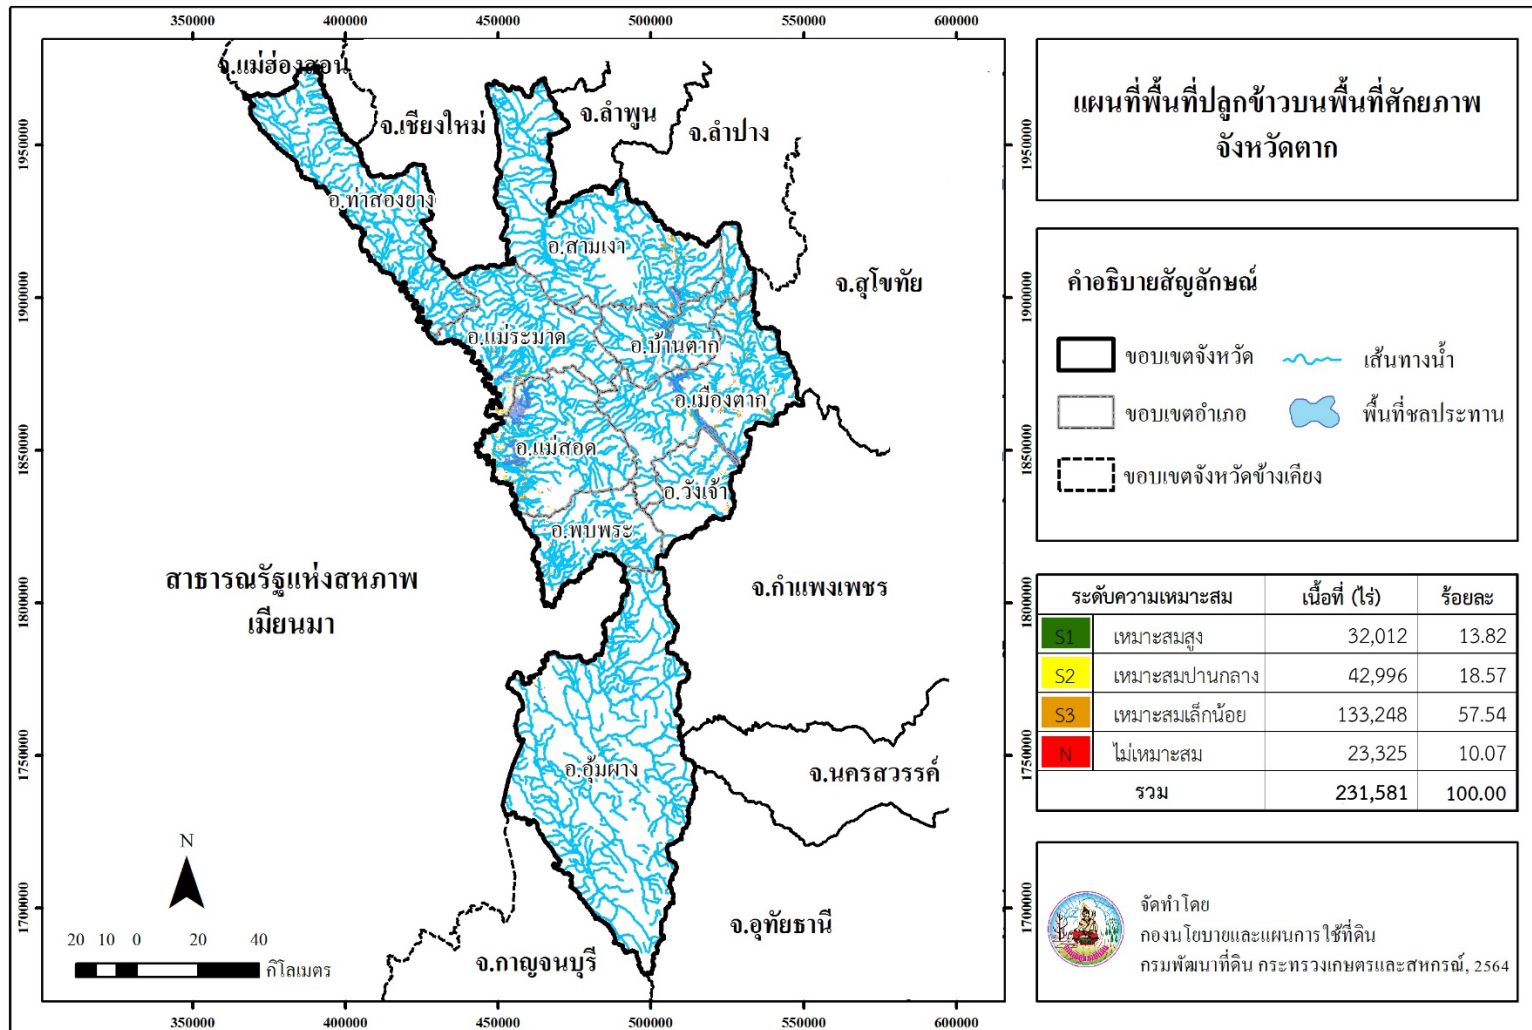 350000 400000 450000 500000 550000 600000
จ.แม่ฮ่องสอน
จ.เชียงใหม่
จ.ลำพูน
จ.ลำปาง
อ.ท่าสองยาง
อ.สามเงา
จ.สุโขทัย
อ.แม่ระมาด
อ.บ้านตาก
อ.เมืองตาก
อ.แม่สอด
อ.วังเจ้า
อ.พบพระ
สาธารณรัฐแห่งสหภาพ
เมียนมา
จ.กำแพงเพชร
อ.อุ้มผาง
จ.นครสวรรค์
จ.อุทัยธานี
จ.กาญจนบุรี
N
20 10 0 20 40
กิโลเมตร
1950000
1900000
1850000
1800000
1750000
1700000
1950000
1900000
1850000
1800000
1750000
1700000
350000 400000 450000 500000 550000 600000
แผนที่พื้นที่ปลูกข้าวบนพื้นที่ศักยภาพ
จังหวัดตาก
คำอธิบายสัญลักษณ์
ขอบเขตจังหวัด เส้นทางน้ำ
ขอบเขตอำเภอ พื้นที่ชลประทาน
ขอบเขตจังหวัดข้างเคียง
ระดับความเหมาะสม เนื้อที่ (ไร่) ร้อยละ
S1 เหมาะสมสูง 32,012 13.82
S2 เหมาะสมปานกลาง 42,996 18.57
S3 เหมาะสมเล็กน้อย 133,248 57.54
N ไม่เหมาะสม 23,325 10.07
รวม 231,581 100.00
จัดทำโดย
กองนโยบายและแผนการใช้ที่ดิน
กรมพัฒนาที่ดิน กระทรวงเกษตรและสหกรณ์, 2564